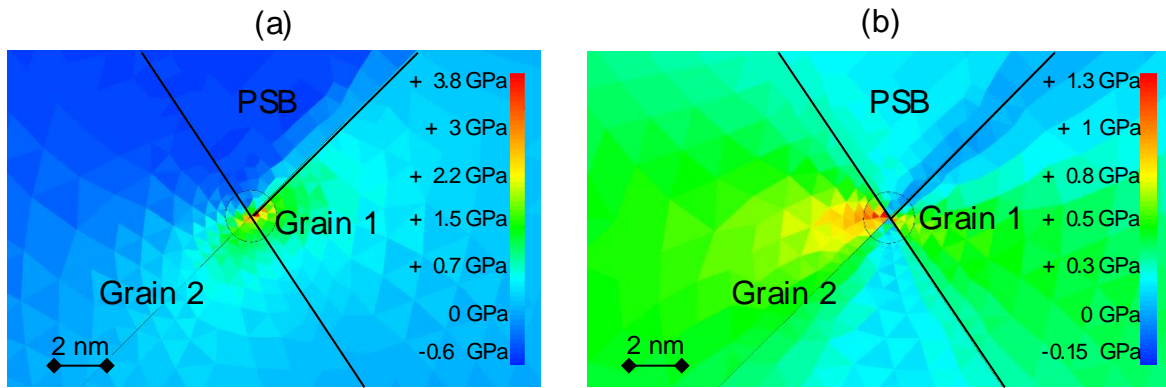 (a)
PSB
Grain 1
Grain 2
2 nm
+ 3.8 GPa
+ 3 GPa
2.2 GPa
+ 1.5 GPa
+ 0.7 GPa
0 GPa
-0.6 GPa
(b)
PSB
Grain 1
Grain 2
2 nm
+ 1.3 GPa
+ 1 GPa
+ 0.8 GPa
+ 0.5 GPa
+ 0.3 GPa
0 GPa
-0.15 GPa